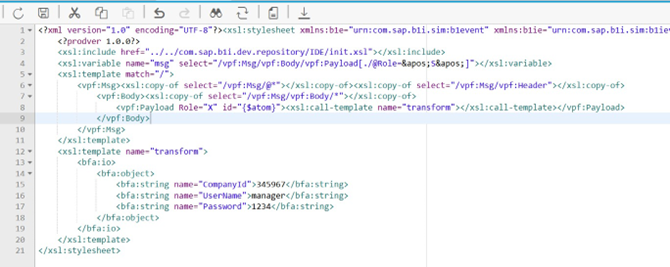 1 <?xml version="1.0" encoding="UTF-8"?><xsl:stylesheet xmlns:b1e="urn:com.sap.b1i.sim:b1event" xmlns:b1ie="urn:com.sap.b1i.sim:b1ie
2 <?prodver 1.0.0?>
3 <xsl:include href="../../com.sap.b1i.dev.repository/IDE/init.xsl"></xsl:include>
4 <xsl:variable name="msg" select="/vpf:Msg/vpf:Body/vpf:Payload[./@Role=&apos;S&apos;]"></xsl:variable>
5 <xsl:template match="/">
6 <vpf:Msg><xsl:copy-of select="/vpf:Msg/@*"></xsl:copy-of><xsl:copy-of select="/vpf:Msg/vpf:Header"></xsl:copy-of>
7 <vpf:Body><xsl:copy-of select="/vpf:Msg/vpf:Body/*"></xsl:copy-of>
8 <vpf:Payload Role="X" id="{$atom}"><xsl:call-template name="transform"></xsl:call-template></vpf:Payload>
9 </vpf:Body>
10 </vpf:Msg>
11 </xsl:template>
12 <xsl:template name="transform">
13 <bfa:io>
14 <bfa:object>
15 <bfa:string name="CompanyId">345967</bfa:string>
16 <bfa:string name="UserName">manager</bfa:string>
17 <bfa:string name="Password">1234</bfa:string>
18 </bfa:object>
19 </bfa:io>
20 </xsl:template>
21 </xsl:stylesheet>